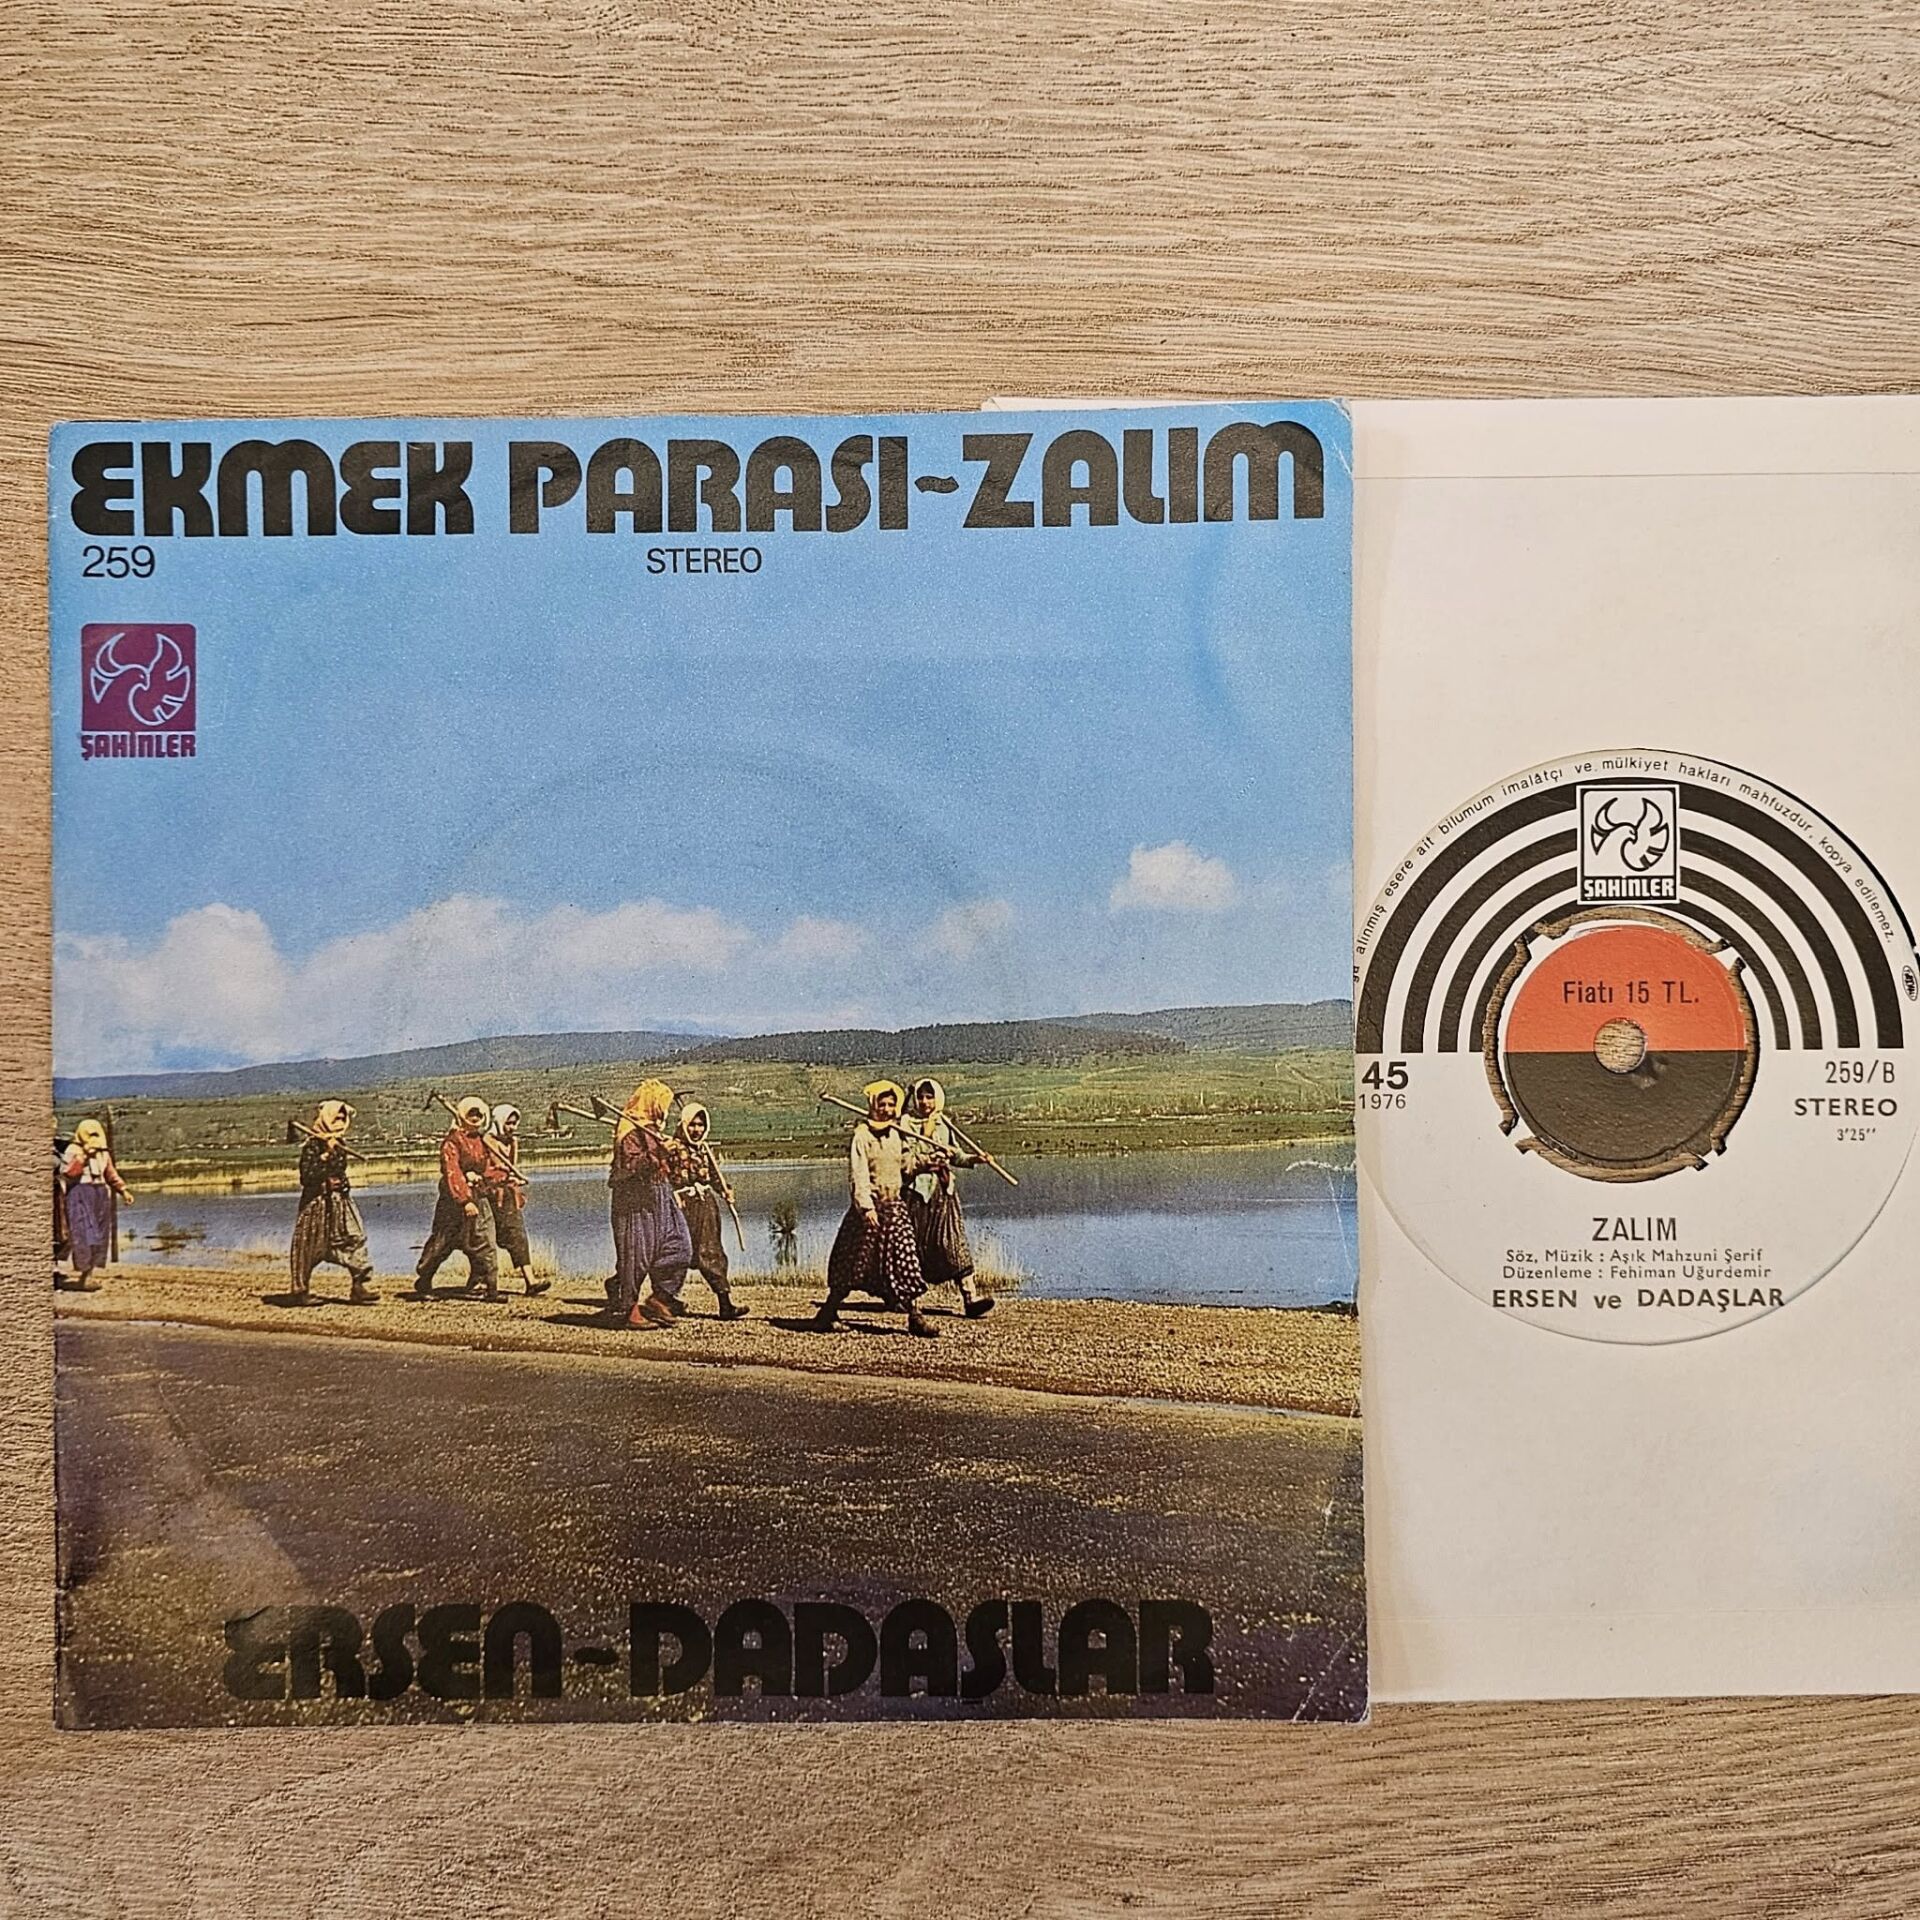 EKMEK PARASI~ZALIM
259
STEREO
ŞAHİNLER
ERSEN~DADAŞLAR
alınmış esere ait bilumum imalâtçı ve mülkiyet hakları mahfuzdur, kopya edilemez.
ŞAHİNLER
Fiatı 15 TL.
45
1976
259/B
STEREO
3'25''
ZALIM
Söz, Müzik : Aşık Mahzuni Şerif
Düzenleme : Fehiman Uğurdemir
ERSEN ve DADAŞLAR